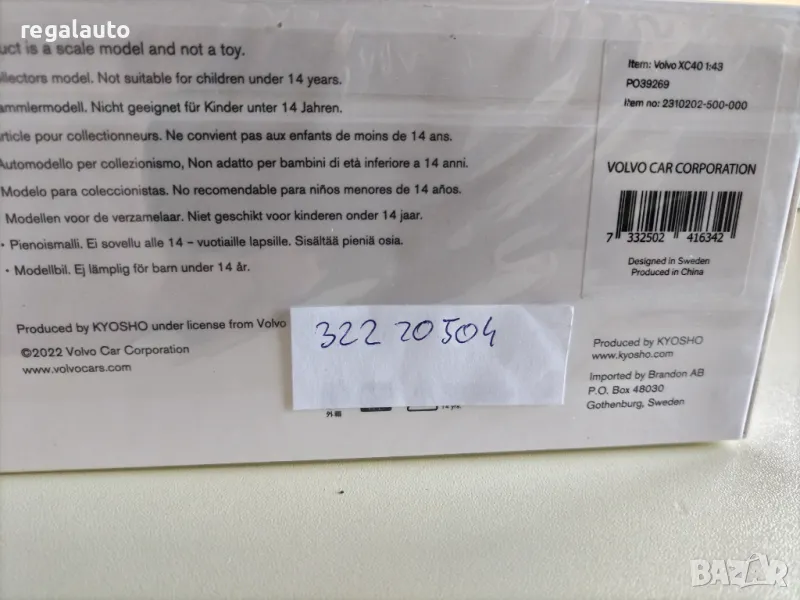 regalauto
uct is a scale model and not a toy.
ollectors model. Not suitable for children under 14 years.
ammlermodell. Nicht geeignet für Kinder unter 14 Jahren.
rticle pour collectionneurs. Ne convient pas aux enfants de moins de 14 ans.
Automodello per collezionismo, Non adatto per bambini di età inferiore a 14 anni.
Modelo para coleccionistas. No recomendable para niños menores de 14 años.
Modellen voor de verzamelaar. Niet geschikt voor kinderen onder 14 jaar.
• Pienoismalli. Ei sovellu alle 14 – vuotiaille lapsille. Sisältää pieniä osia.
• Modellbil. Ej lämplig för barn under 14 år.
Produced by KYOSHO under license from Volvo
©2022 Volvo Car Corporation
www.volvocars.com
322 20504
外箱
Item: Volvo XC40 1:43
PO39269
Item no: 2310202-500-000
VOLVO CAR CORPORATION
7 332502 416342
Designed in Sweden
Produced in China
Produced by KYOSHO
www.kyosho.com
Imported by Brandon AB
P.O. Box 48030
Gothenburg, Sweden
BAZAR